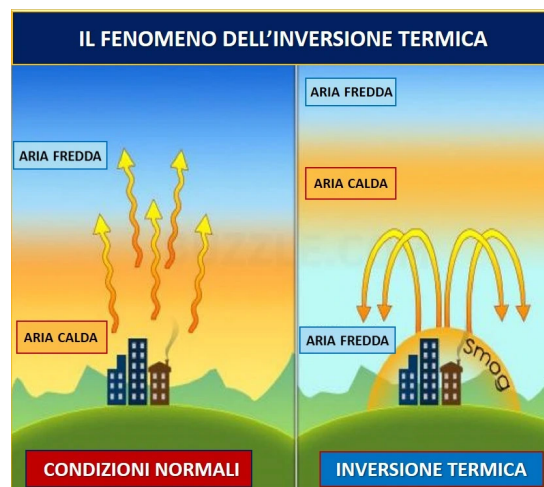 IL FENOMENO DELL'INVERSIONE TERMICA
ARIA FREDDA
ARIA CALDA
CONDIZIONI NORMALI
ARIA FREDDA
ARIA CALDA
ARIA FREDDA
smog
INVERSIONE TERMICA